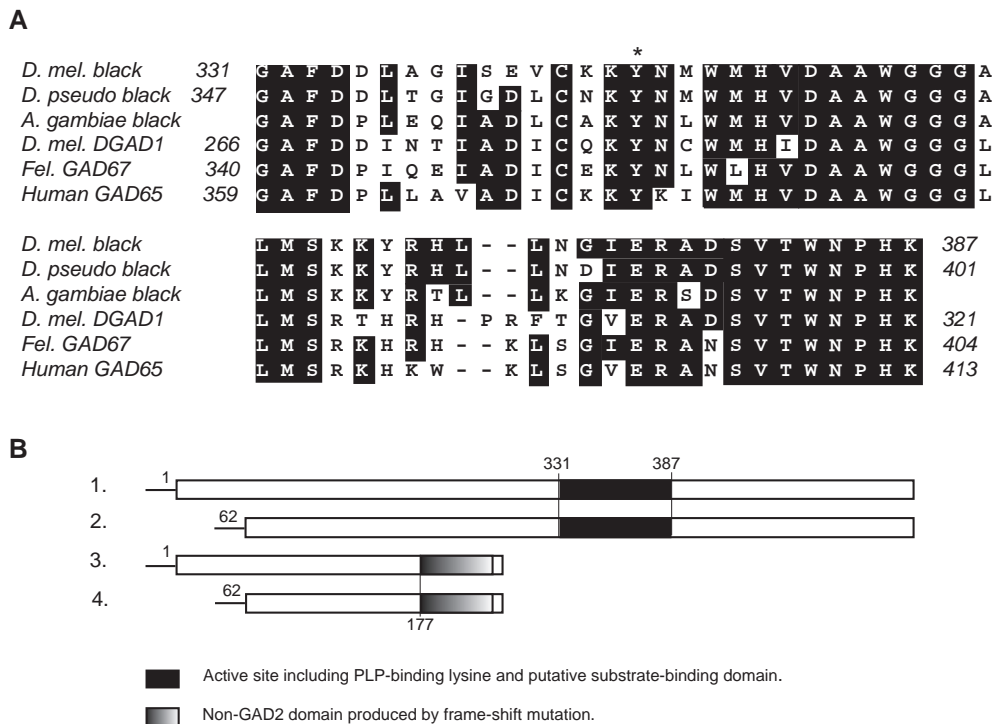 A
*
D. mel. black 331 G A F D D L A G I S E V C K K Y N M W M H V D A A W G G G A
D. pseudo black 347 G A F D D L T G I G D L C N K Y N M W M H V D A A W G G G A
A. gambiae black G A F D P L E Q I A D L C A K Y N L W M H V D A A W G G G A
D. mel. DGAD1 266 G A F D D I N T I A D I C Q K Y N C W M H I D A A W G G G L
Fel. GAD67 340 G A F D P I Q E I A D I C E K Y N L W L H V D A A W G G G L
Human GAD65 359 G A F D P L L A V A D I C K K Y K I W M H V D A A W G G G L
D. mel. black L M S K K Y R H L - - L N G I E R A D S V T W N P H K 387
D. pseudo black L M S K K Y R H L - - L N D I E R A D S V T W N P H K 401
A. gambiae black L M S K K Y R T L - - L K G I E R S D S V T W N P H K
D. mel. DGAD1 L M S R T H R H - P R F T G V E R A D S V T W N P H K 321
Fel. GAD67 L M S R K H R H - - K L S G I E R A N S V T W N P H K 404
Human GAD65 L M S R K H K W - - K L S G V E R A N S V T W N P H K 413
B
331 387
1. 1
2. 62
3. 1
4. 62
177
Active site including PLP-binding lysine and putative substrate-binding domain.
Non-GAD2 domain produced by frame-shift mutation.